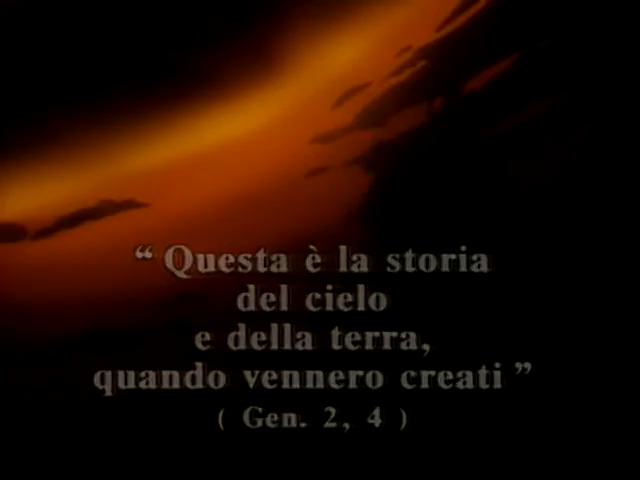 “ Questa è la storia
del cielo
e della terra,
quando vennero creati ”
( Gen. 2, 4 )